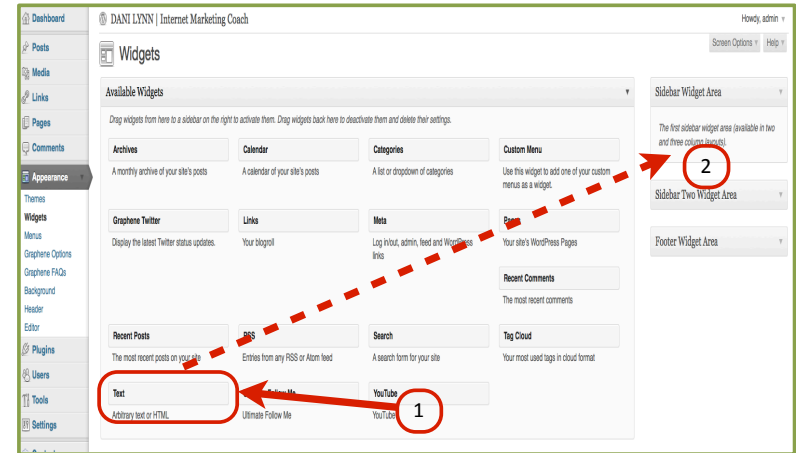 Dashboard
DANI LYNN | Internet Marketing Coach
Howdy, admin
Posts
Media
Links
Pages
Comments
Appearance
Themes
Widgets
Menus
Graphene Options
Graphene FAQs
Background
Header
Editor
Plugins
Users
Tools
Settings
Widgets
Screen Options
Help
Available Widgets
Drag widgets from here to a sidebar on the right to activate them. Drag widgets back here to deactivate them and delete their settings.
Archives
Calendar
Categories
Custom Menu
A monthly archive of your site's posts
A calendar of your site's posts
A list or dropdown of categories
Use this widget to add one of your custom
menus as a widget.
Graphene Twitter
Links
Meta
Pages
Display the latest Twitter status updates.
Your blogroll
Log in/out, admin, feed and WordPress
links
Your site's WordPress Pages
Recent Comments
The most recent comments
Recent Posts
RSS
Search
Tag Cloud
The most recent posts on your site
Entries from any RSS or Atom feed
A search form for your site
Your most used tags in cloud format
Text
Follow Me
YouTube
Arbitrary text or HTML
Ultimate Follow Me
YouTube
1
Sidebar Widget Area
The first sidebar widget area (available in two
and three column layouts).
2
Sidebar Two Widget Area
Footer Widget Area